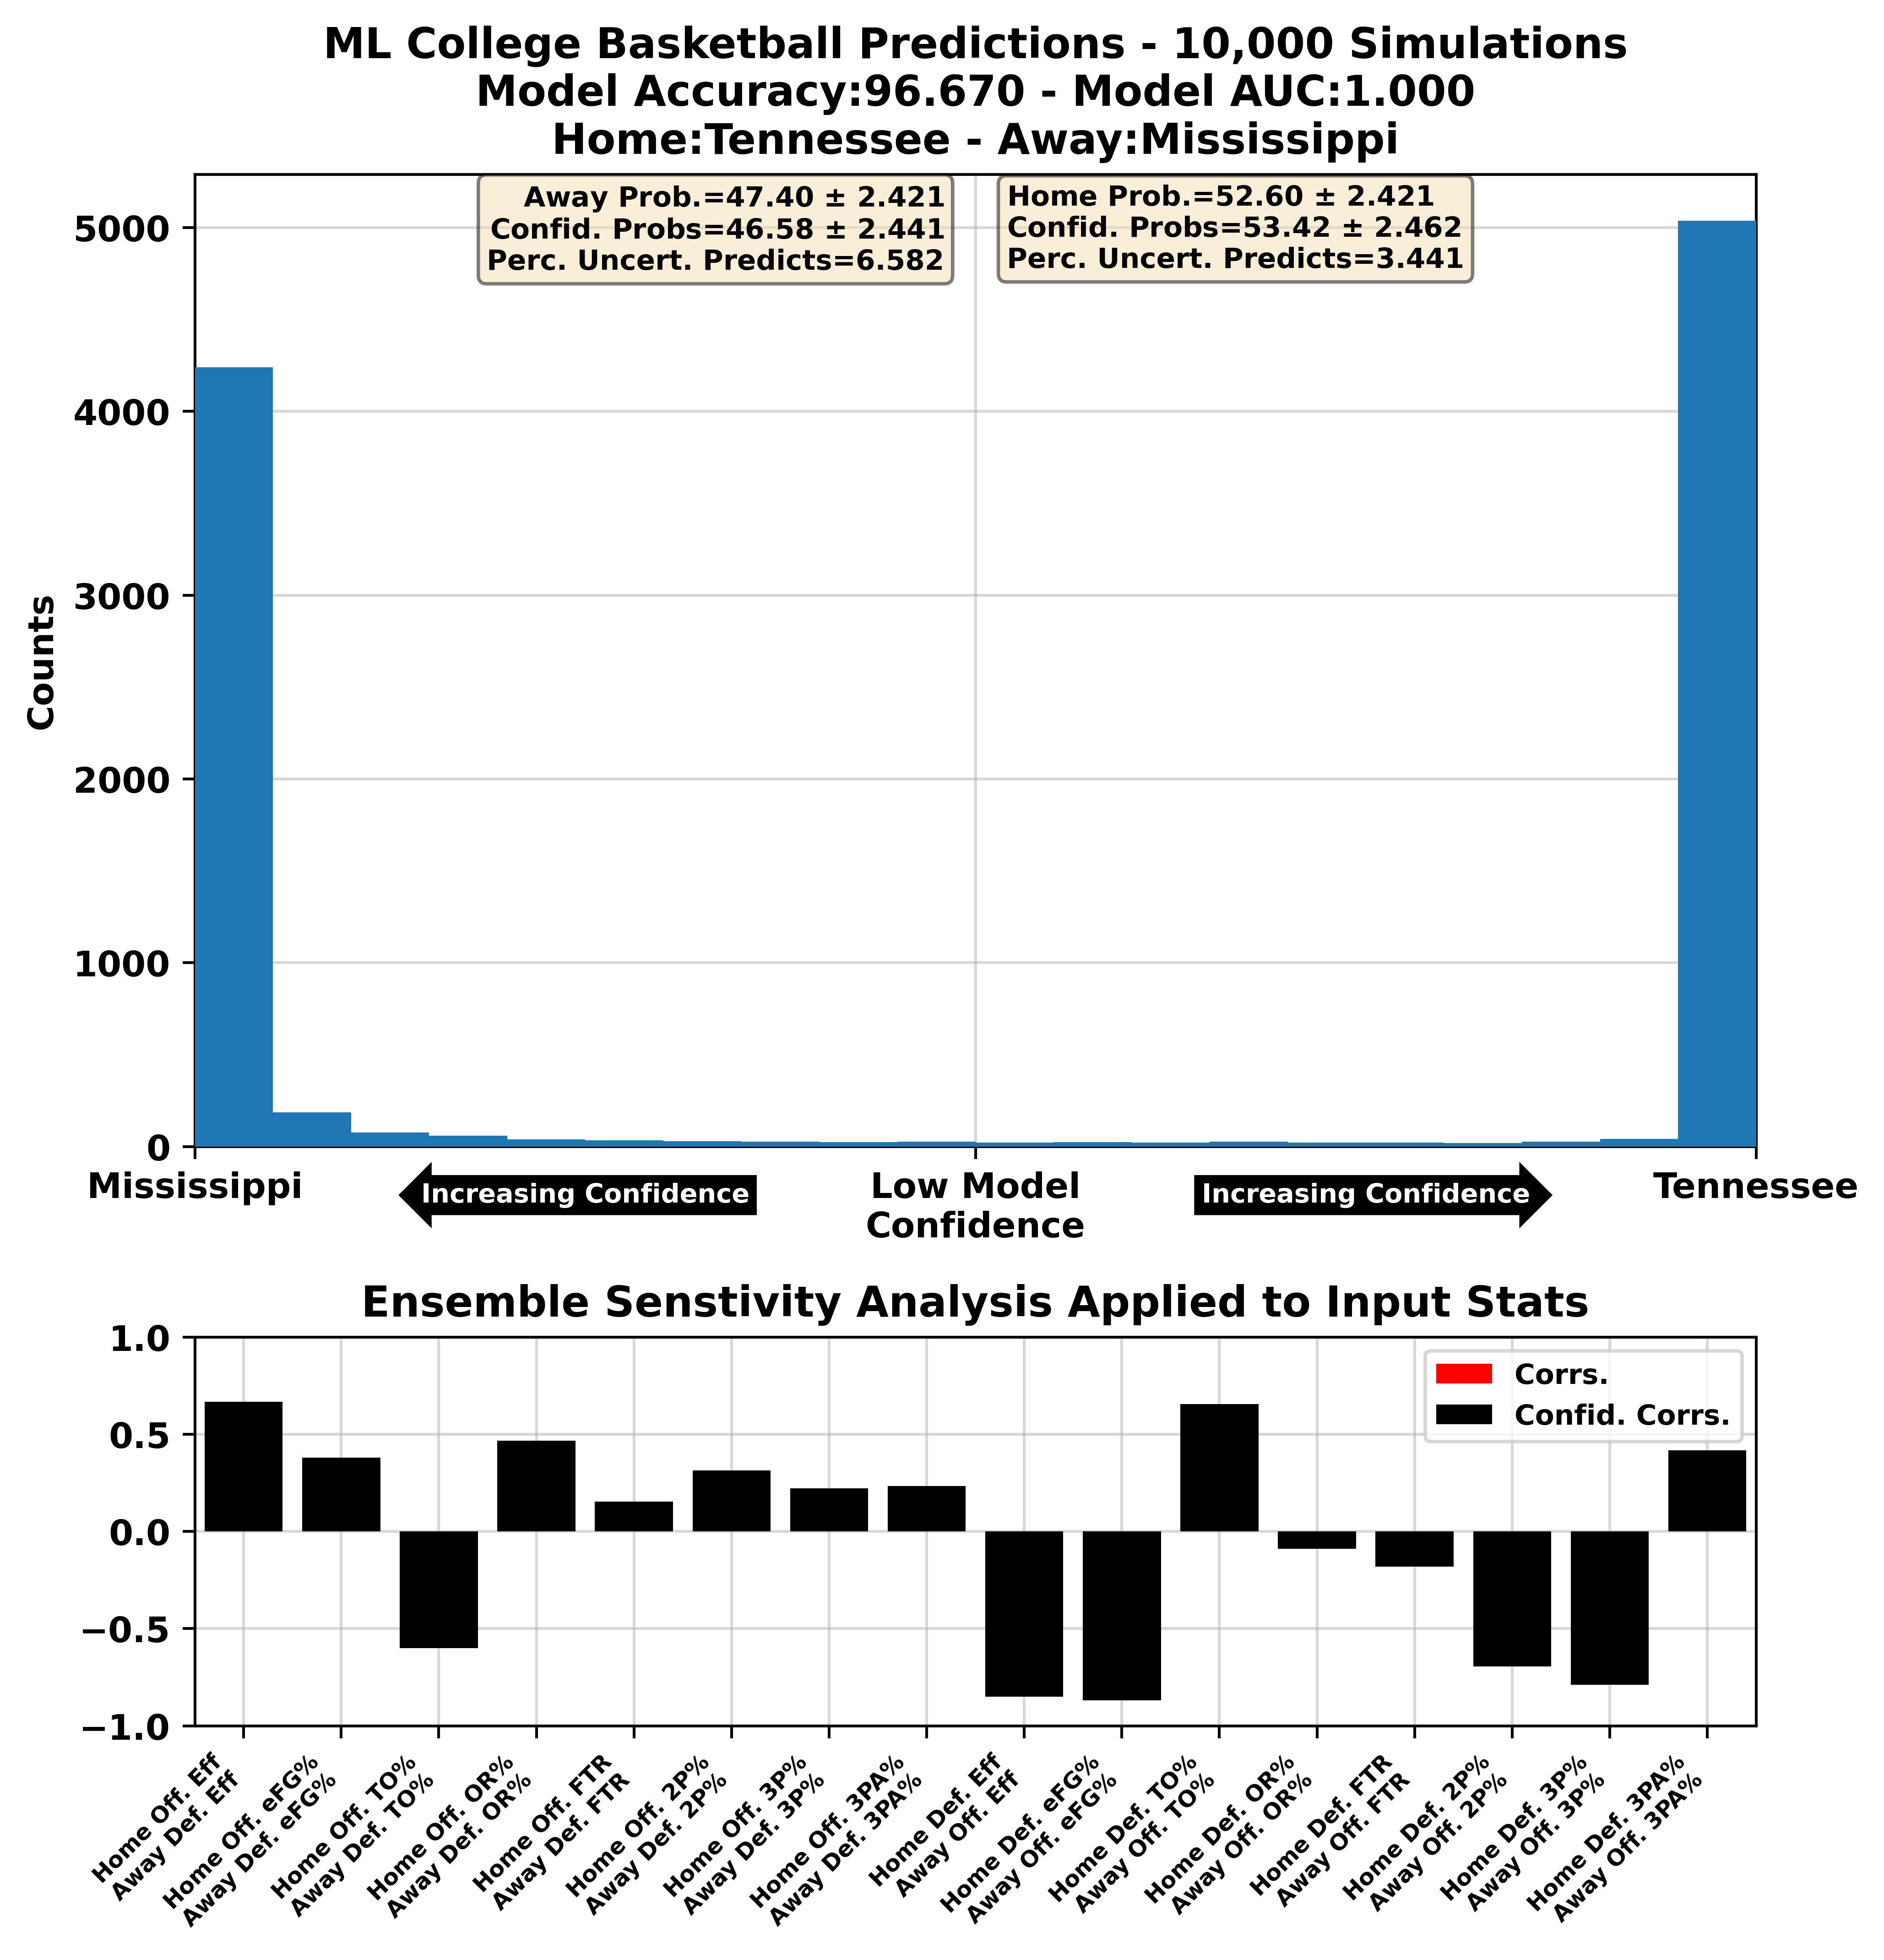 ML College Basketball Predictions - 10,000 Simulations
Model Accuracy:96.670 - Model AUC:1.000
Home:Tennessee - Away:Mississippi
Away Prob.=47.40 ± 2.421
Confid. Probs=46.58 ± 2.441
Perc. Uncert. Predicts=6.582
Home Prob.=52.60 ± 2.421
Confid. Probs=53.42 ± 2.462
Perc. Uncert. Predicts=3.441
5000
4000
3000
2000
1000
0
Counts
Mississippi
Increasing Confidence
Low Model
Confidence
Increasing Confidence
Tennessee
Ensemble Senstivity Analysis Applied to Input Stats
1.0
0.5
0.0
−0.5
−1.0
Corrs.
Confid. Corrs.
Home Off. Eff
Away Def. Eff
Home Off. eFG%
Away Def. eFG%
Home Off. TO%
Away Def. TO%
Home Off. OR%
Away Def. OR%
Home Off. FTR
Away Def. FTR
Home Off. 2P%
Away Def. 2P%
Home Off. 3P%
Away Def. 3P%
Home Off. 3PA%
Away Def. 3PA%
Home Def. Eff
Away Off. Eff
Home Def. eFG%
Away Off. eFG%
Home Def. TO%
Away Off. TO%
Home Def. OR%
Away Off. OR%
Home Def. FTR
Away Off. FTR
Home Def. 2P%
Away Off. 2P%
Home Def. 3P%
Away Off. 3P%
Home Def. 3PA%
Away Off. 3PA%